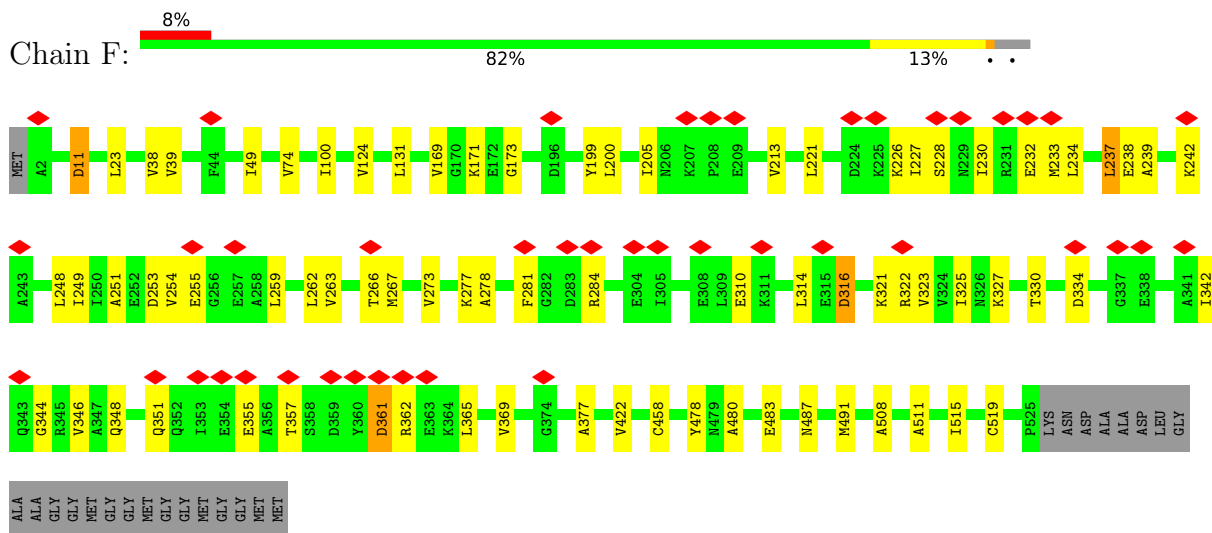 8%
Chain F:
82% 13% • •
MET A2 D11 L23 V38 V39 F44 I49 V74 I100 V124 L131 V169 G170 K171 E172 G173 D196 Y199 L200 I205 N206 K207 P208 E209 V213 L221 D224 K225 K226 I227 S228 N229 I230 R231 E232 M233 L234 L237 E238 A239 K242
A243 L248 I249 I250 A251 E252 D253 V254 E255 G256 E257 A258 L259 L262 V263 T266 M267 V273 K277 A278 F281 G282 D283 R284 E304 I305 E308 L309 E310 K311 L314 E315 D316 K321 R322 V323 V324 I325 N326 K327 T330 D334 G337 E338 A341 I342
Q343 G344 R345 V346 A347 Q348 Q351 Q352 I353 E354 E355 A356 T357 S358 D359 Y360 D361 R362 E363 K364 L365 V369 G374 A377 V422 C458 Y478 N479 A480 E483 N487 M491 A508 A511 I515 C519 P525 LYS ASN ASP ALA ALA ASP LEU GLY
ALA ALA GLY GLY MET GLY GLY MET GLY GLY MET GLY GLY MET MET